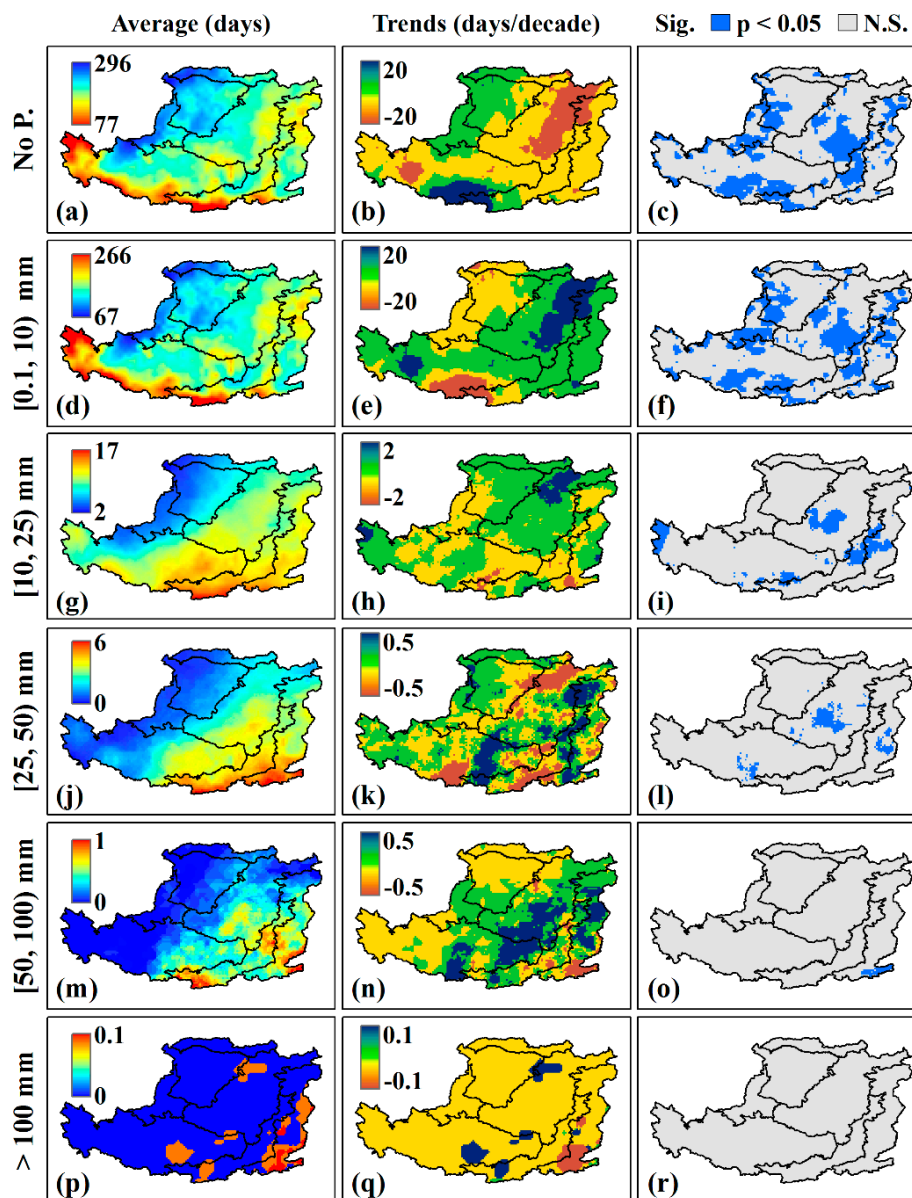 Average (days) Trends (days/decade) Sig. p < 0.05 N.S.
No P.
296
77
(a)
20
-20
(b)
(c)
[0.1, 10) mm
266
67
(d)
20
-20
(e)
(f)
[10, 25) mm
17
2
(g)
2
-2
(h)
(i)
[25, 50) mm
6
0
(j)
0.5
-0.5
(k)
(l)
[50, 100) mm
1
0
(m)
0.5
-0.5
(n)
(o)
> 100 mm
0.1
0
(p)
0.1
-0.1
(q)
(r)